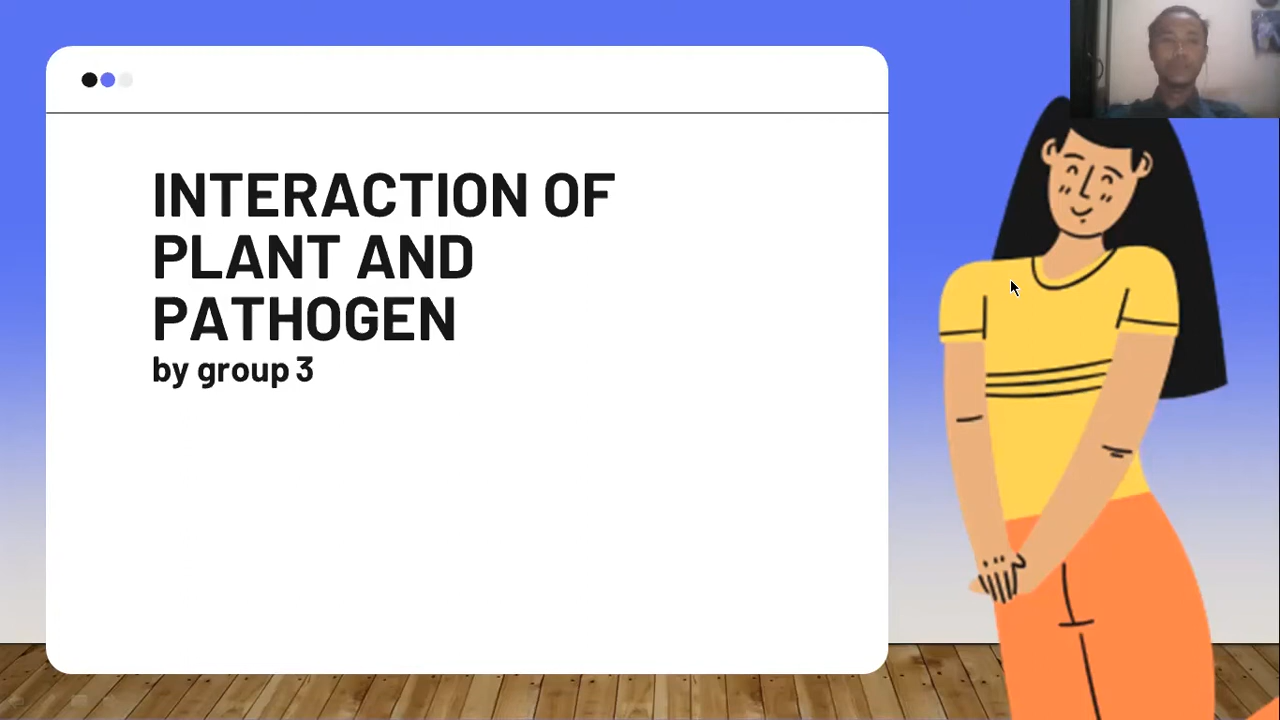 INTERACTION OF
PLANT AND
PATHOGEN
by group 3